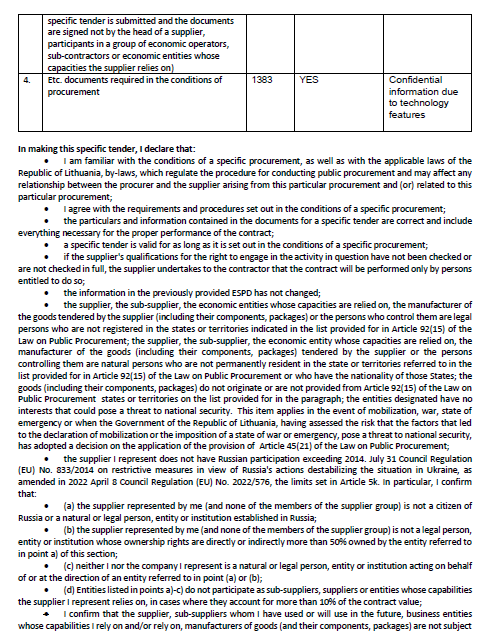 specific tender is submitted and the documents
are signed not by the head of a supplier,
participants in a group of economic operators,
sub-contractors or economic entities whose
capacities the supplier relies on)
4. Etc. documents required in the conditions of procurement 1383 YES Confidential
information due
to technology
features
In making this specific tender, I declare that:
• I am familiar with the conditions of a specific procurement, as well as with the applicable laws of the
Republic of Lithuania, by-laws, which regulate the procedure for conducting public procurement and may affect any
relationship between the procurer and the supplier arising from this particular procurement and (or) related to this
particular procurement;
• I agree with the requirements and procedures set out in the conditions of a specific procurement;
• the particulars and information contained in the documents for a specific tender are correct and include
everything necessary for the proper performance of the contract;
• a specific tender is valid for as long as it is set out in the conditions of a specific procurement;
• if the supplier's qualifications for the right to engage in the activity in question have not been checked or
are not checked in full, the supplier undertakes to the contractor that the contract will be performed only by persons
entitled to do so;
• the information in the previously provided ESPD has not changed;
• the supplier, the sub-supplier, the economic entities whose capacities are relied on, the manufacturer of
the goods tendered by the supplier (including their components, packages) or the persons who control them are legal
persons who are not registered in the states or territories indicated in the list provided for in Article 92(15) of the
Law on Public Procurement; the supplier, the sub-supplier, the economic entity whose capacities are relied on, the
manufacturer of the goods (including their components, packages) tendered by the supplier or the persons
controlling them are natural persons who are not permanently resident in the state or territories referred to in the
list provided for in Article 92(15) of the Law on Public Procurement or who have the nationality of those States; the
goods (including their components, packages) do not originate or are not provided from Article 92(15) of the Law on
Public Procurement states or territories on the list provided for in the paragraph; the entities designated have no
interests that could pose a threat to national security. This item applies in the event of mobilization, war, state of
emergency or when the Government of the Republic of Lithuania, having assessed the risk that the factors that led
to the declaration of mobilization or the imposition of a state of war or emergency, pose a threat to national security,
has adopted a decision on the application of the provision of Article 45(21) of the Law on Public Procurement;
• the supplier I represent does not have Russian participation exceeding 2014. July 31 Council Regulation
(EU) No. 833/2014 on restrictive measures in view of Russia's actions destabilizing the situation in Ukraine, as
amended in 2022 April 8 Council Regulation (EU) No. 2022/576, the limits set in Article 5k. In particular, I confirm
that:
• (a) the supplier represented by me (and none of the members of the supplier group) is not a citizen of
Russia or a natural or legal person, entity or institution established in Russia;
• (b) the supplier represented by me (and none of the members of the supplier group) is not a legal person,
entity or institution whose ownership rights are directly or indirectly more than 50% owned by the entity referred to
in point a) of this section;
• (c) neither I nor the company I represent is a natural or legal person, entity or institution acting on behalf
of or at the direction of an entity referred to in point (a) or (b);
• (d) Entities listed in points a)-c) do not participate as sub-suppliers, suppliers or entities whose capabilities
the supplier I represent relies on, in cases where they account for more than 10% of the contract value;
• I confirm that the supplier, sub-suppliers whom I have used or will use in the future, business entities
whose capabilities I rely on and/or rely on, manufacturers of goods (and their components, packages) are not subject